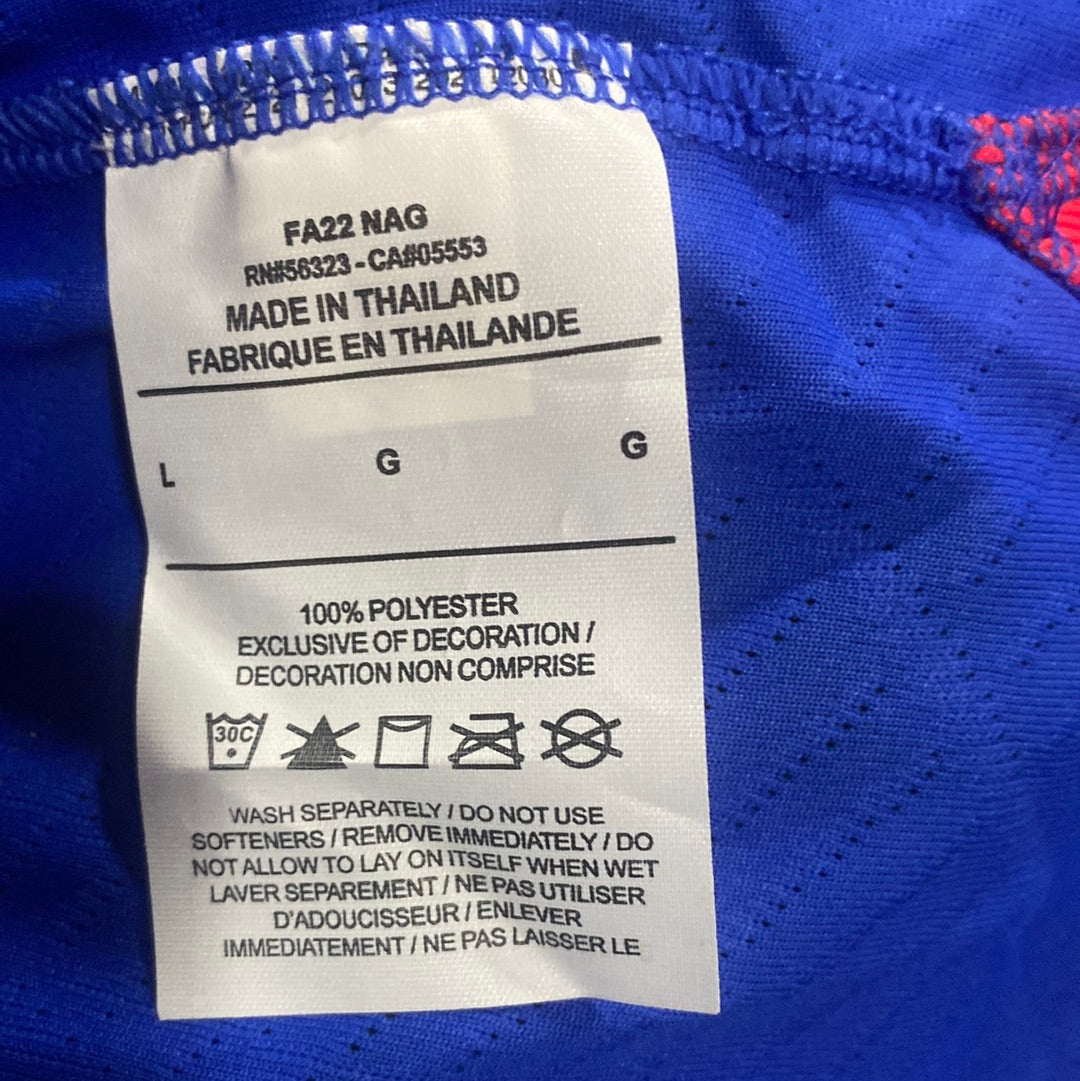 FA22 NAG
RN#56323 - CA#05553
MADE IN THAILAND
FABRIQUE EN THAILANDE
L G G
100% POLYESTER
EXCLUSIVE OF DECORATION /
DECORATION NON COMPRISE
30C
WASH SEPARATELY / DO NOT USE
SOFTENERS / REMOVE IMMEDIATELY / DO
NOT ALLOW TO LAY ON ITSELF WHEN WET
LAVER SEPAREMENT / NE PAS UTILISER
D'ADOUCISSEUR / ENLEVER
IMMEDIATEMENT / NE PAS LAISSER LE